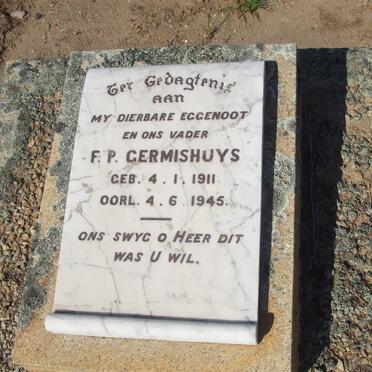 Ter Gedagtenis
aan
MY DIERBARE EGGENOOT
EN ONS VADER
F. P. GERMISHUYS
GEB. 4. 1. 1911
OORL. 4. 6. 1945.
ONS SWYG O HEER DIT
WAS U WIL.